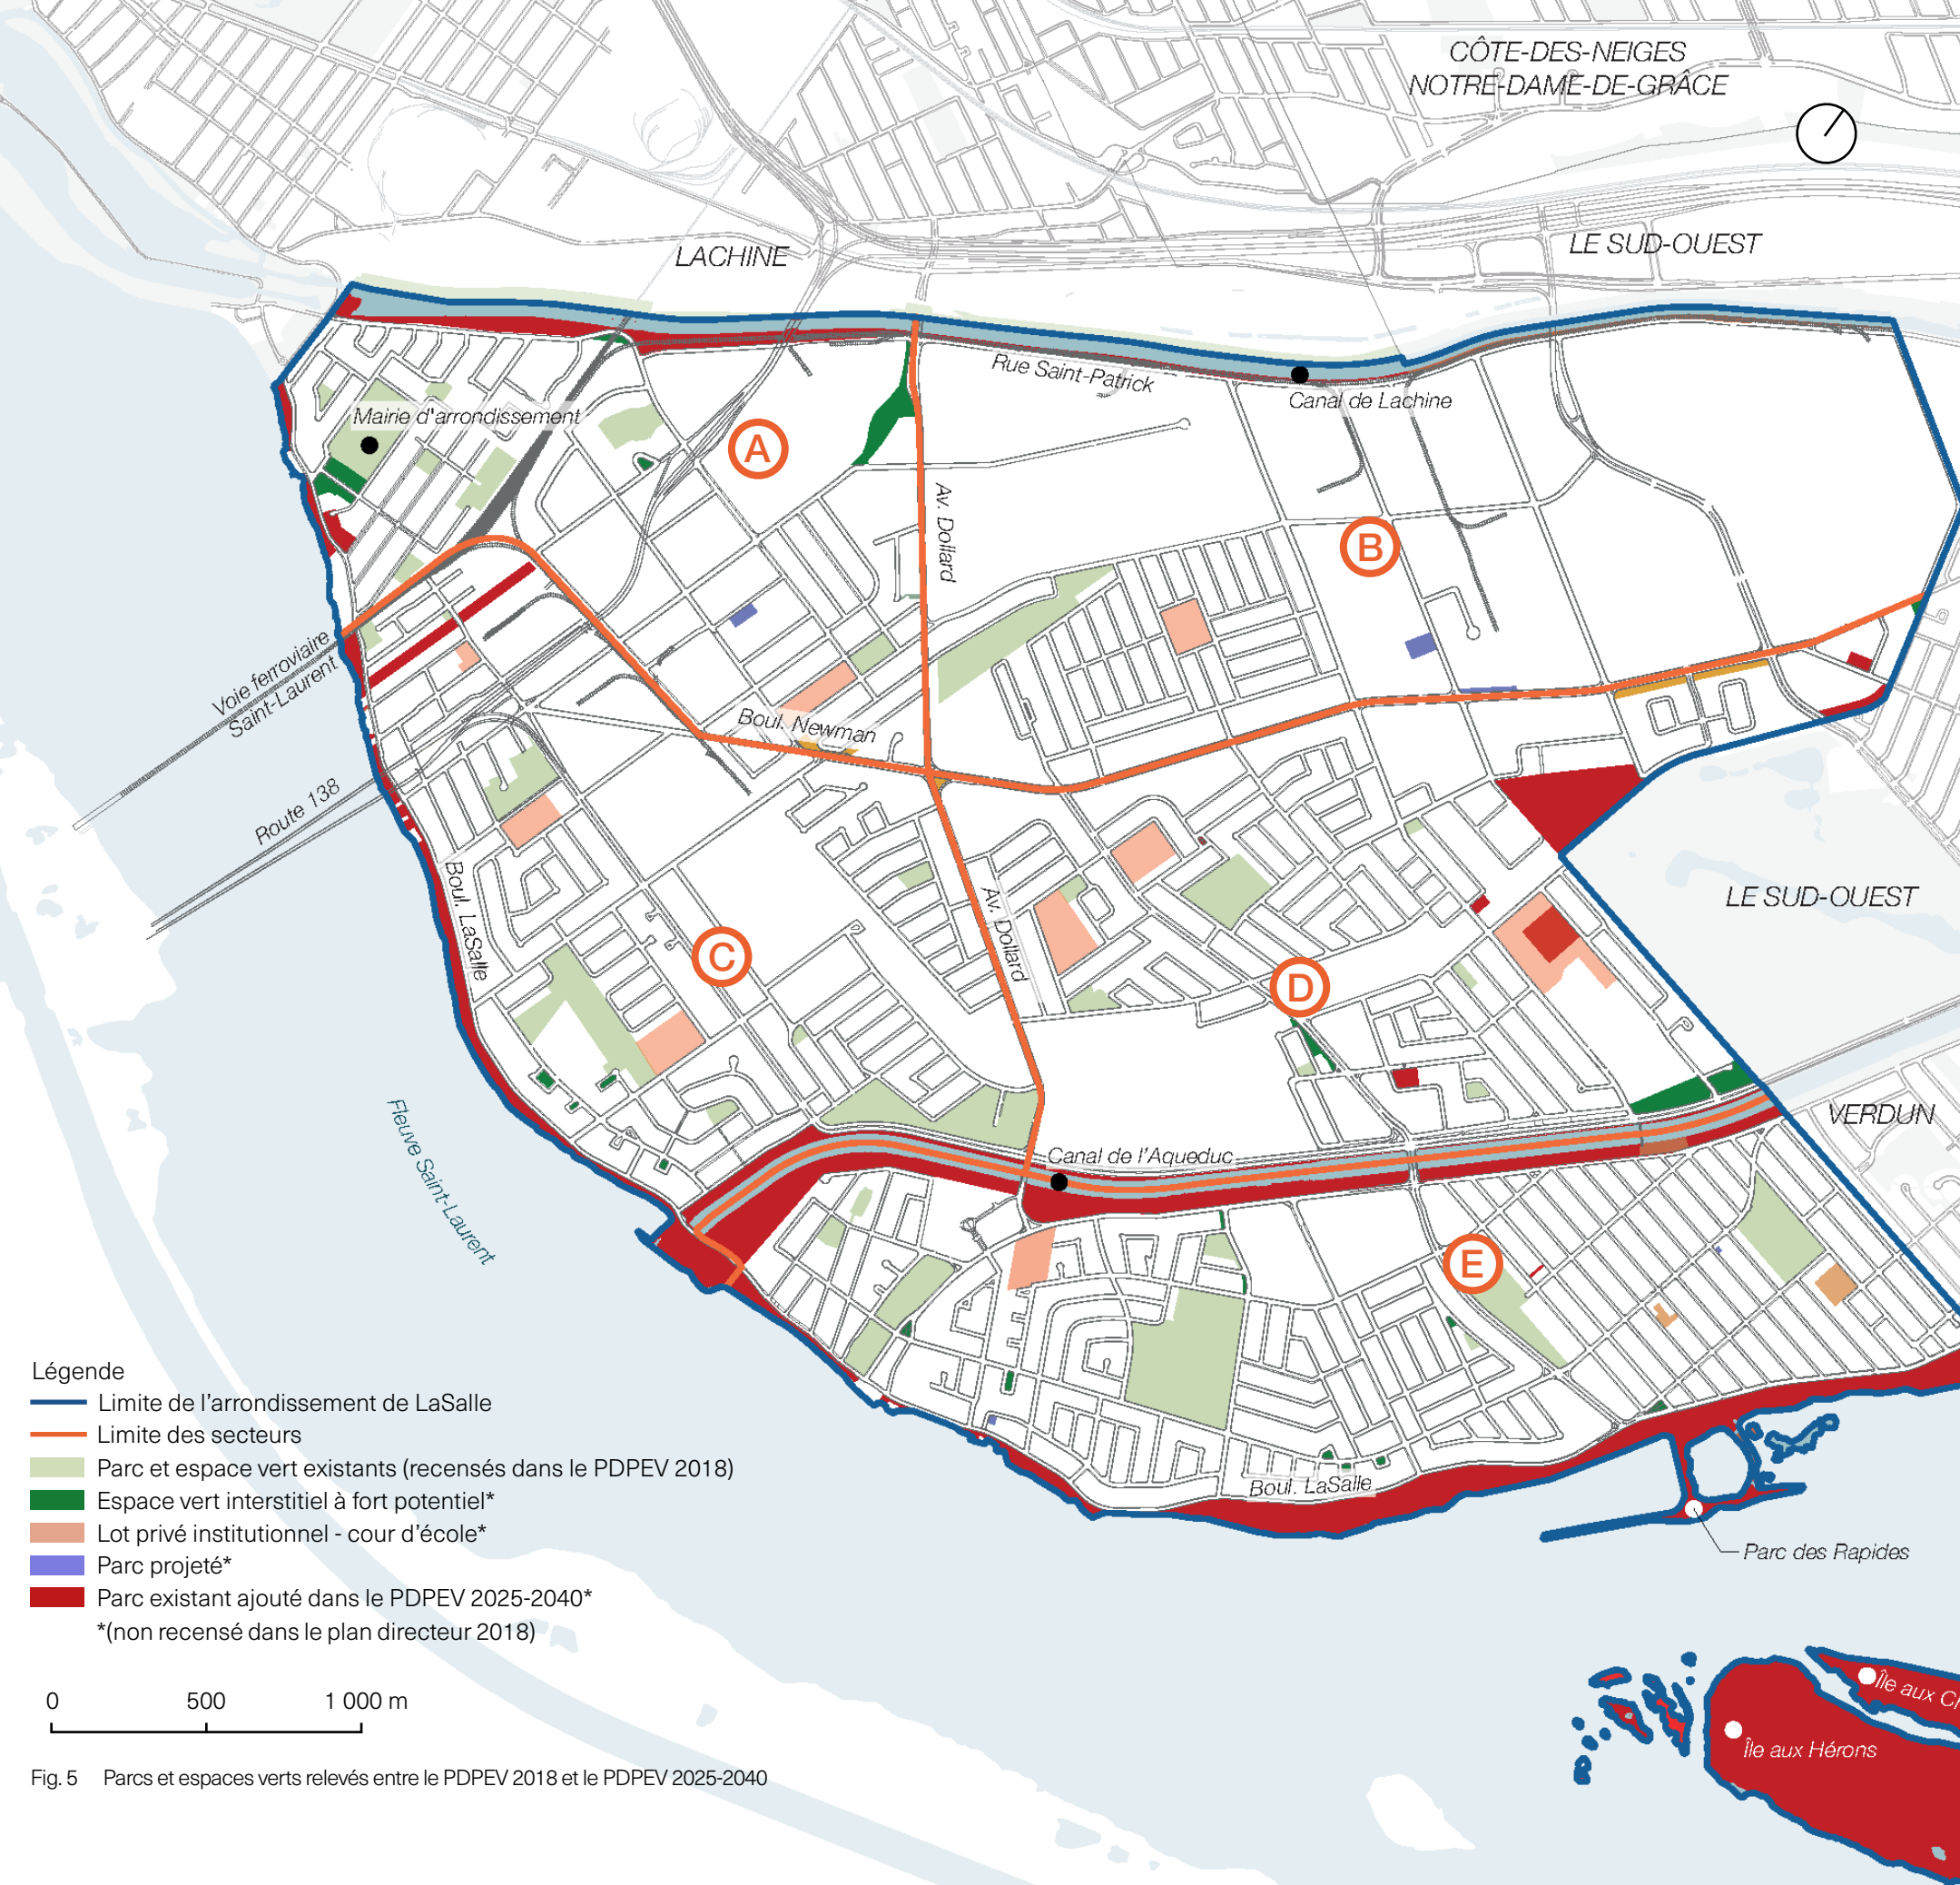 CÔTE-DES-NEIGES
NOTRE-DAME-DE-GRÂCE
LACHINE
LE SUD-OUEST
Rue Saint-Patrick
Canal de Lachine
Mairie d'arrondissement
A
Av. Dollard
B
Voie ferroviaire
Saint-Laurent
Boul. Newman
Route 138
Boul. LaSalle
Av. Dollard
LE SUD-OUEST
C
D
Fleuve Saint-Laurent
VERDUN
Canal de l'Aqueduc
E
Boul. LaSalle
Parc des Rapides
Légende
Limite de l'arrondissement de LaSalle
Limite des secteurs
Parc et espace vert existants (recensés dans le PDPEV 2018)
Espace vert interstitiel à fort potentiel*
Lot privé institutionnel - cour d'école*
Parc projeté*
Parc existant ajouté dans le PDPEV 2025-2040*
*(non recensé dans le plan directeur 2018)
0 500 1 000 m
Île aux
Île aux Hérons
Fig. 5 Parcs et espaces verts relevés entre le PDPEV 2018 et le PDPEV 2025-2040